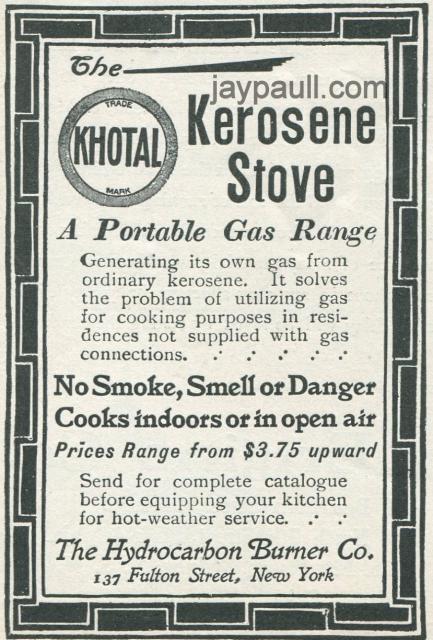 The
jaypaull.com
TRADE
KHOTAL
MARK
Kerosene
Stove
A Portable Gas Range
Generating its own gas from
ordinary kerosene. It solves
the problem of utilizing gas
for cooking purposes in resi-
dences not supplied with gas
connections.
No Smoke, Smell or Danger
Cooks indoors or in open air
Prices Range from $3.75 upward
Send for complete catalogue
before equipping your kitchen
for hot-weather service.
The Hydrocarbon Burner Co.
137 Fulton Street, New York